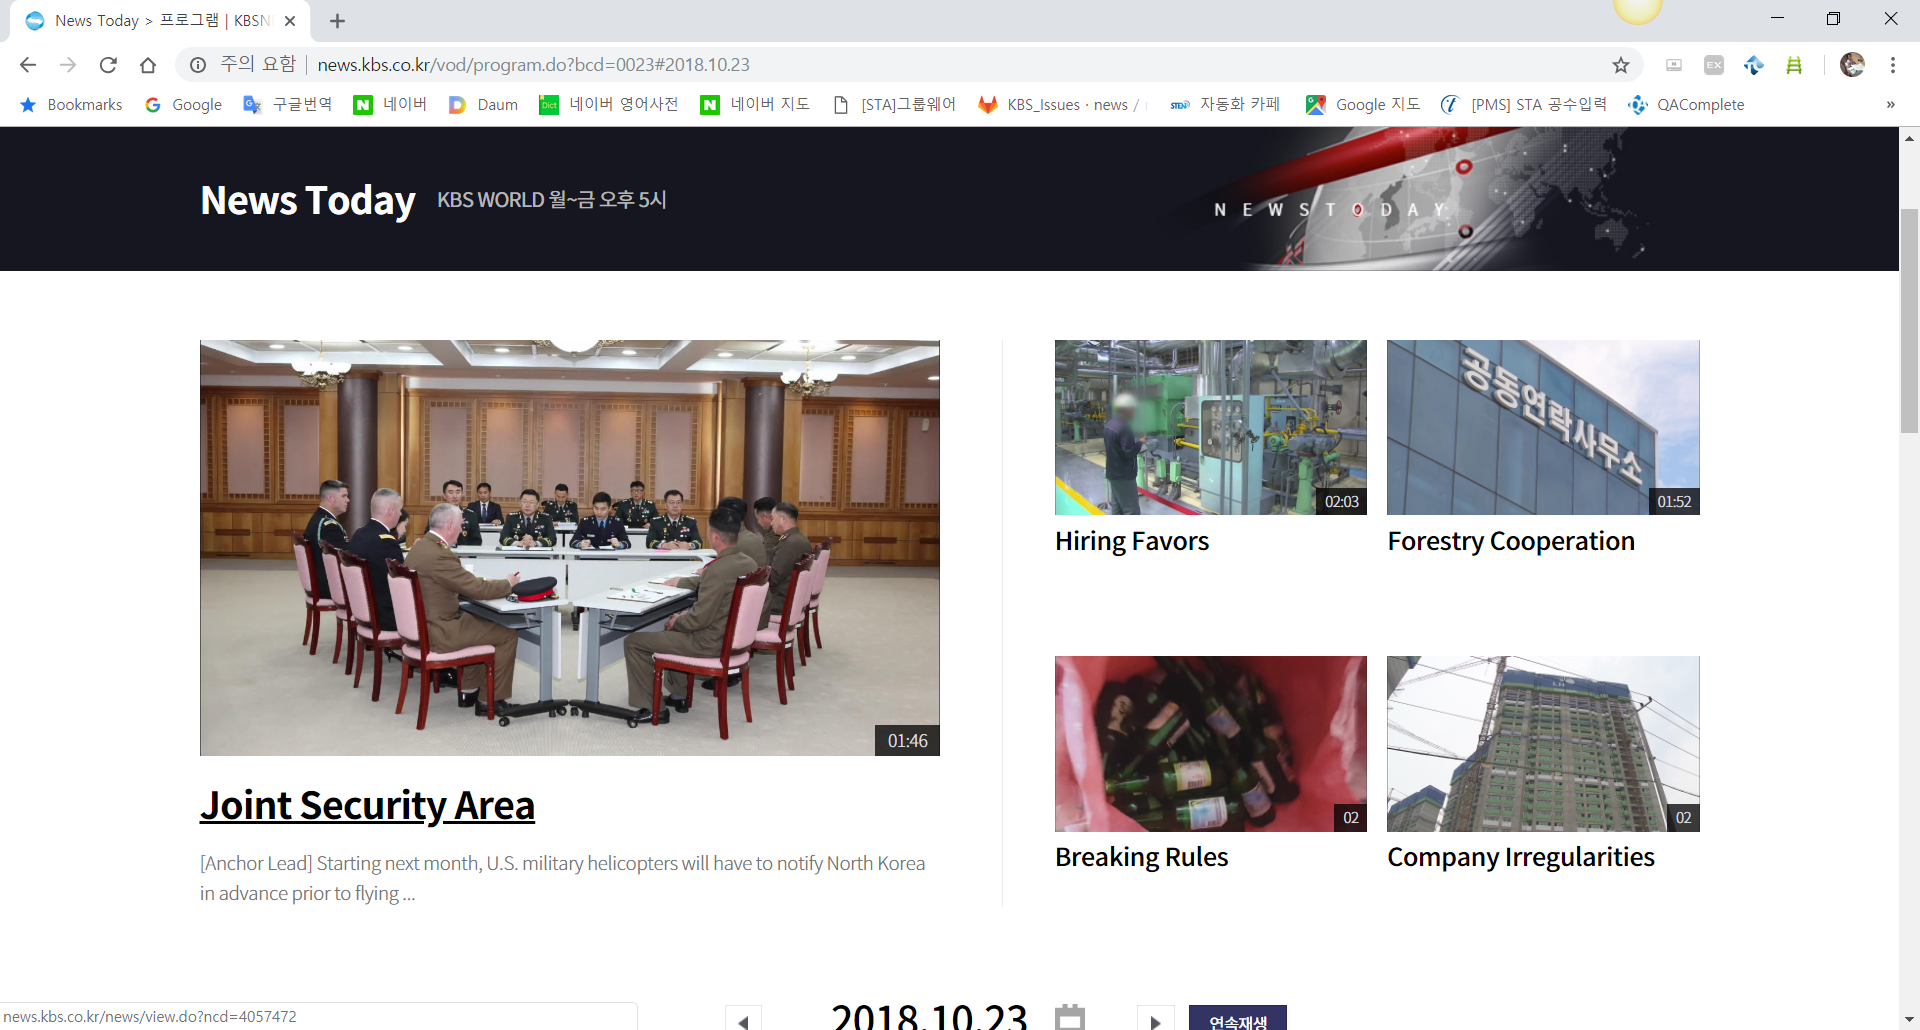 News Today > 프로그램 | KBSN
주의 요함 | news.kbs.co.kr/vod/program.do?bcd=0023#2018.10.23
EX
Bookmarks Google 구글번역 네이버 Daum 네이버 영어사전 네이버 지도 [STA]그룹웨어 KBS_Issues · news / 자동화 카페 Google 지도 [PMS] STA 공수입력 QAComplete »
News Today KBS WORLD 월~금 오후 5시
NEWSTODAY
공동연락사무소
02:03
01:52
Hiring Favors
Forestry Cooperation
01:46
02
02
Joint Security Area
Breaking Rules
Company Irregularities
[Anchor Lead] Starting next month, U.S. military helicopters will have to notify North Korea
in advance prior to flying ...
2018.10.23
연속재생
news.kbs.co.kr/news/view.do?ncd=4057472